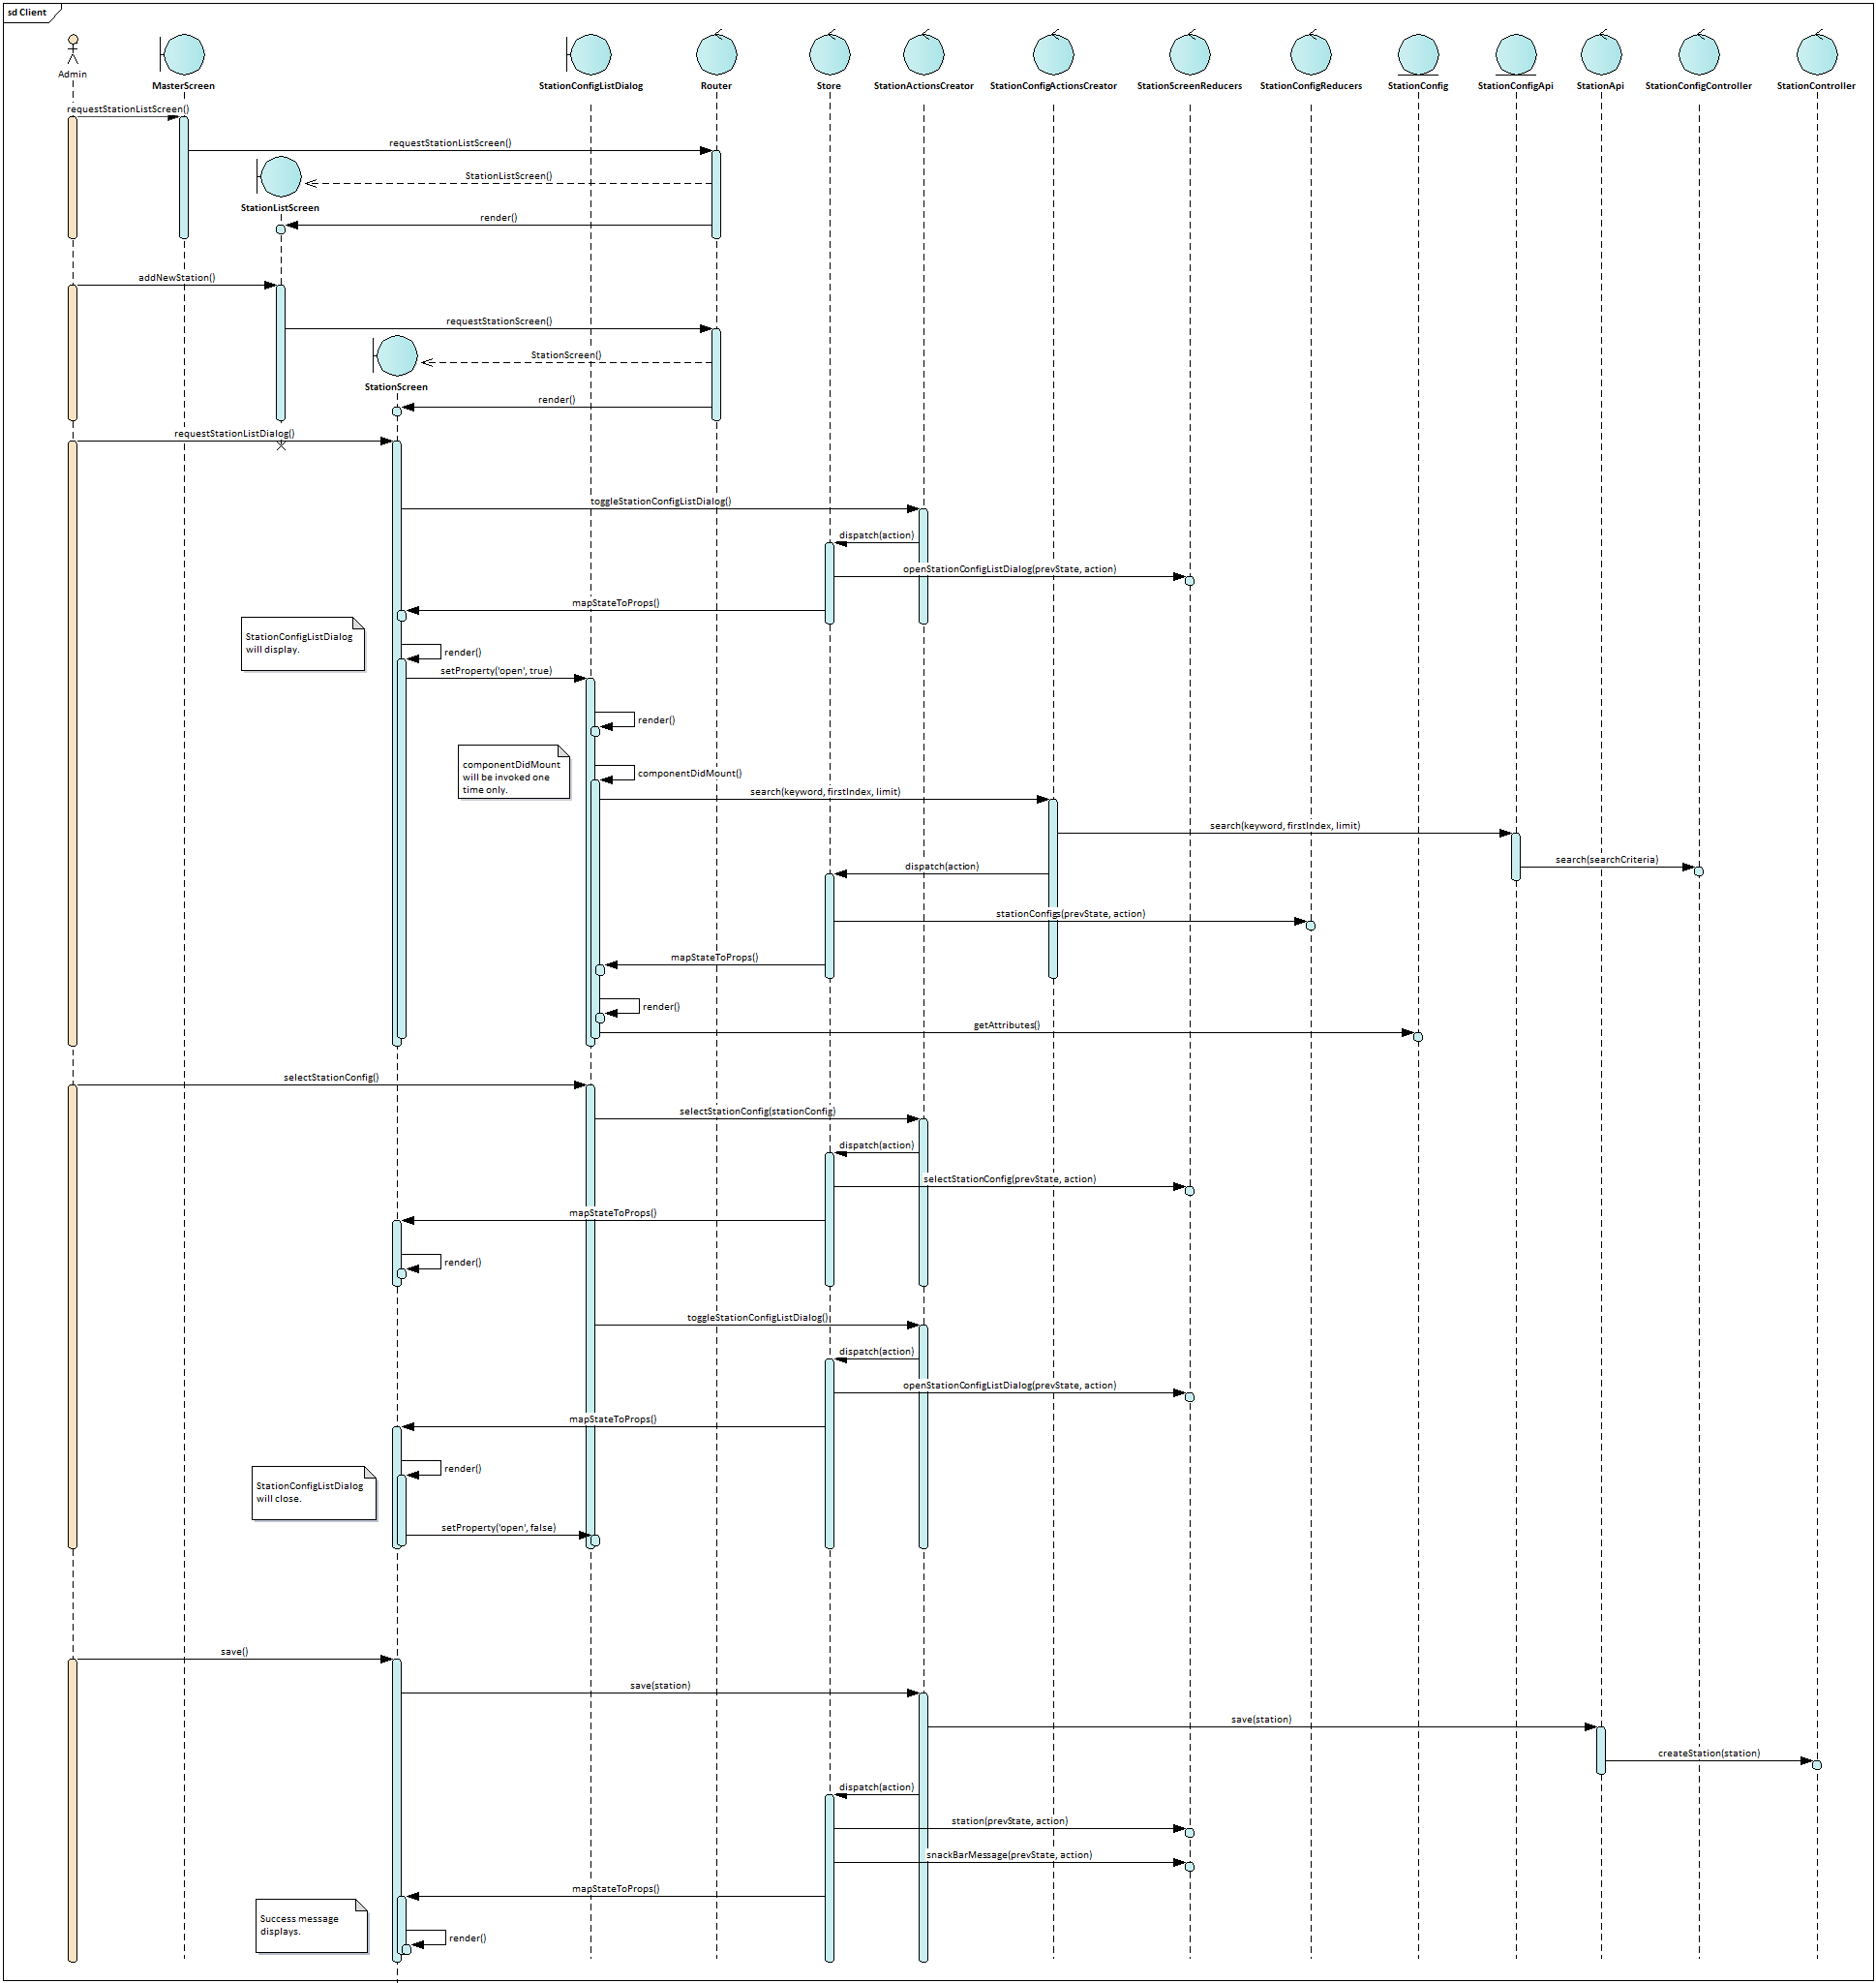 sd Client
Admin
MasterScreen
StationConfigListDialog
Router
Store
StationActionsCreator
StationConfigActionsCreator
StationScreenReducers
StationConfigReducers
StationConfig
StationConfigApi
StationApi
StationConfigController
StationController
requestStationListScreen()
requestStationListScreen()
StationListScreen()
StationListScreen
render()
addNewStation()
requestStationScreen()
StationScreen()
StationScreen
render()
requestStationListDialog()
toggleStationConfigListDialog()
dispatch(action)
openStationConfigListDialog(prevState, action)
mapStateToProps()
StationConfigListDialog
will display.
render()
setProperty('open', true)
render()
componentDidMount
will be invoked one
time only.
componentDidMount()
search(keyword, firstIndex, limit)
search(keyword, firstIndex, limit)
search(searchCriteria)
dispatch(action)
stationConfigs(prevState, action)
mapStateToProps()
render()
getAttributes()
selectStationConfig()
selectStationConfig(stationConfig)
dispatch(action)
selectStationConfig(prevState, action)
mapStateToProps()
render()
toggleStationConfigListDialog()
dispatch(action)
openStationConfigListDialog(prevState, action)
mapStateToProps()
render()
StationConfigListDialog
will close.
setProperty('open', false)
save()
save(station)
save(station)
createStation(station)
dispatch(action)
station(prevState, action)
snackBarMessage(prevState, action)
mapStateToProps()
Success message
displays.
render()